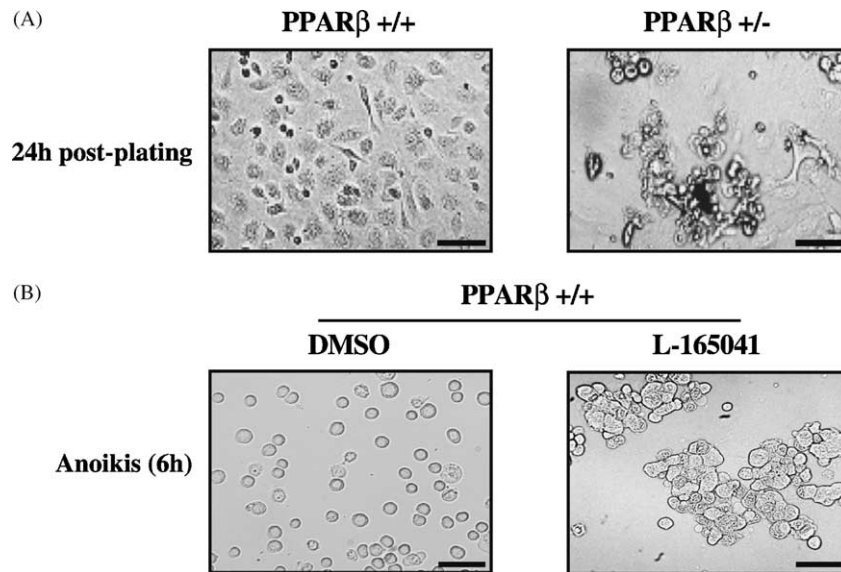 (A)
PPARβ +/+
PPARβ +/-
24h post-plating
(B)
PPARβ +/+
DMSO
L-165041
Anoikis (6h)